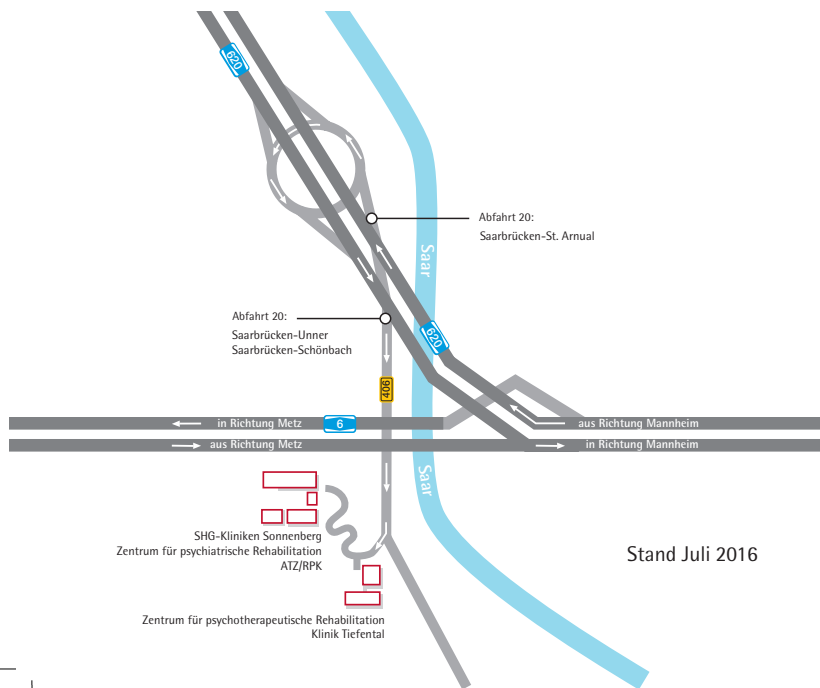 620
Abfahrt 20:
Saarbrücken-St. Arnual
Saar
Abfahrt 20:
Saarbrücken-Unner
Saarbrücken-Schönbach
620
406
in Richtung Metz
6
aus Richtung Mannheim
aus Richtung Metz
in Richtung Mannheim
Saar
SHG-Kliniken Sonnenberg
Zentrum für psychiatrische Rehabilitation
ATZ/RPK
Stand Juli 2016
Zentrum für psychotherapeutische Rehabilitation
Klinik Tiefental